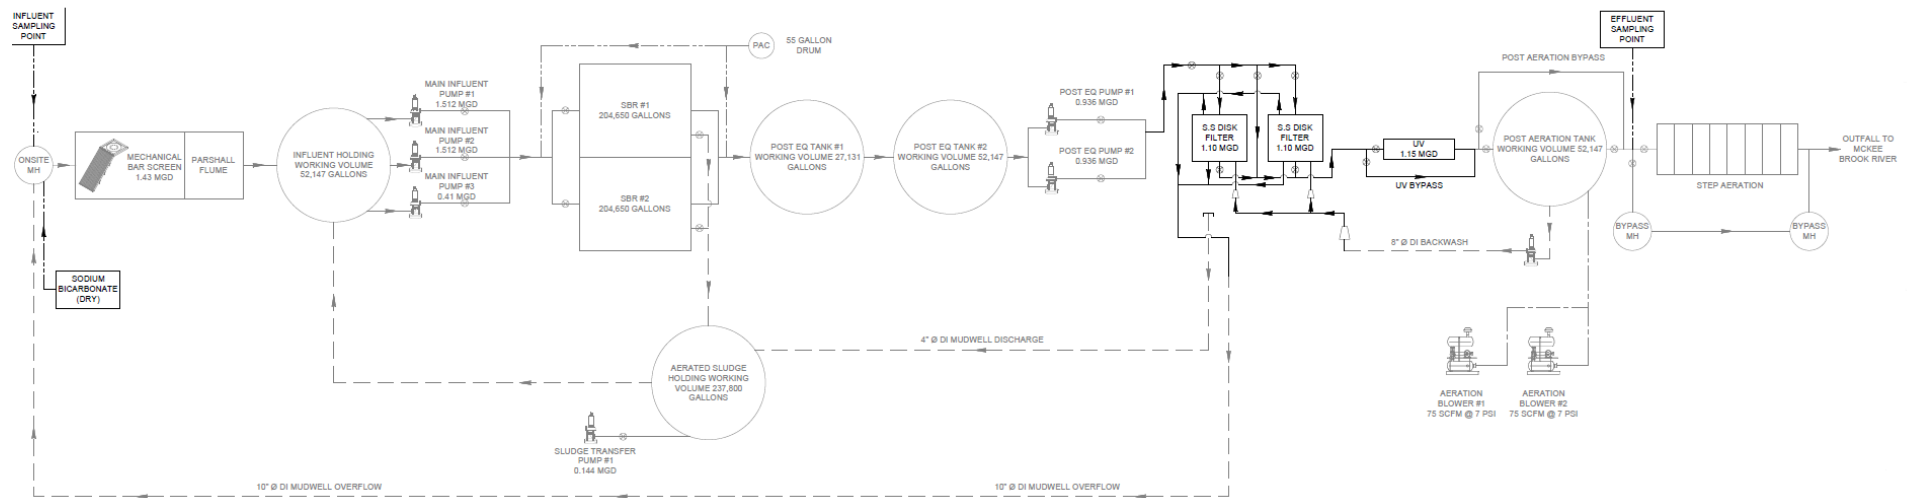 INFLUENT
SAMPLING
POINT
ONSITE
MH
SODIUM
BICARBONATE
(DRY)
MECHANICAL
BAR SCREEN
1.43 MGD
PARSHALL
FLUME
INFLUENT HOLDING
WORKING VOLUME
52,147 GALLONS
MAIN INFLUENT
PUMP #1
1.512 MGD
MAIN INFLUENT
PUMP #2
1.512 MGD
MAIN INFLUENT
PUMP #3
0.41 MGD
PAC
55 GALLON
DRUM
SBR #1
204,650 GALLONS
SBR #2
204,650 GALLONS
POST EQ TANK #1
WORKING VOLUME 27,131
GALLONS
POST EQ TANK #2
WORKING VOLUME 52,147
GALLONS
POST EQ PUMP #1
0.936 MGD
POST EQ PUMP #2
0.936 MGD
S.S DISK
FILTER
1.10 MGD
S.S DISK
FILTER
1.10 MGD
UV
1.15 MGD
UV BYPASS
POST AERATION BYPASS
POST AERATION TANK
WORKING VOLUME 52,147
GALLONS
EFFLUENT
SAMPLING
POINT
STEP AERATION
OUTFALL TO
MCKEE
BROOK RIVER
BYPASS
MH
BYPASS
MH
8" Ø DI BACKWASH
4" Ø DI MUDWELL DISCHARGE
AERATED SLUDGE
HOLDING WORKING
VOLUME 237,800
GALLONS
SLUDGE TRANSFER
PUMP #1
0.144 MGD
AERATION
BLOWER #1
75 SCFM @ 7 PSI
AERATION
BLOWER #2
75 SCFM @ 7 PSI
10" Ø DI MUDWELL OVERFLOW
10" Ø DI MUDWELL OVERFLOW